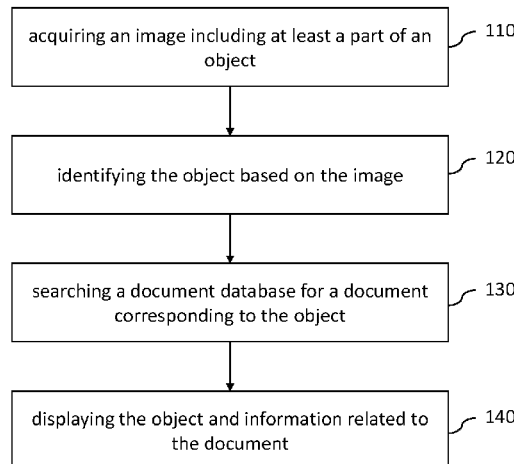 acquiring an image including at least a part of an
object
110
identifying the object based on the image
120
searching a document database for a document
corresponding to the object
130
displaying the object and information related to
the document
140